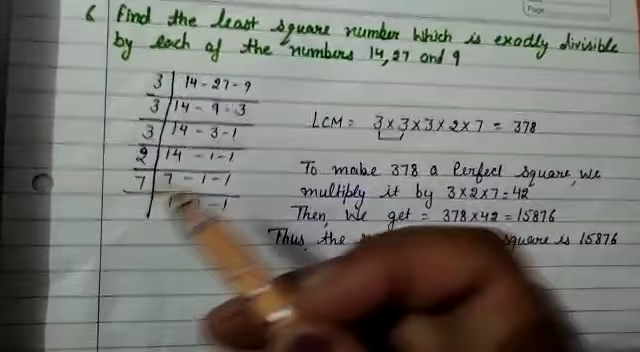 Page
6 Find the least square number which is exactly divisible
by each of the numbers 14, 27 and 9
3 | 14 - 27 - 9
3 | 14 - 9 - 3
3 | 14 - 3 - 1
2 | 14 - 1 - 1
7 | 7 - 1 - 1
- 1
LCM = 3 × 3 × 3 × 2 × 7 = 378
To make 378 a Perfect square, we
multiply it by 3×2×7 = 42
Then, we get = 378 × 42 = 15876
Thus, the square is 15876